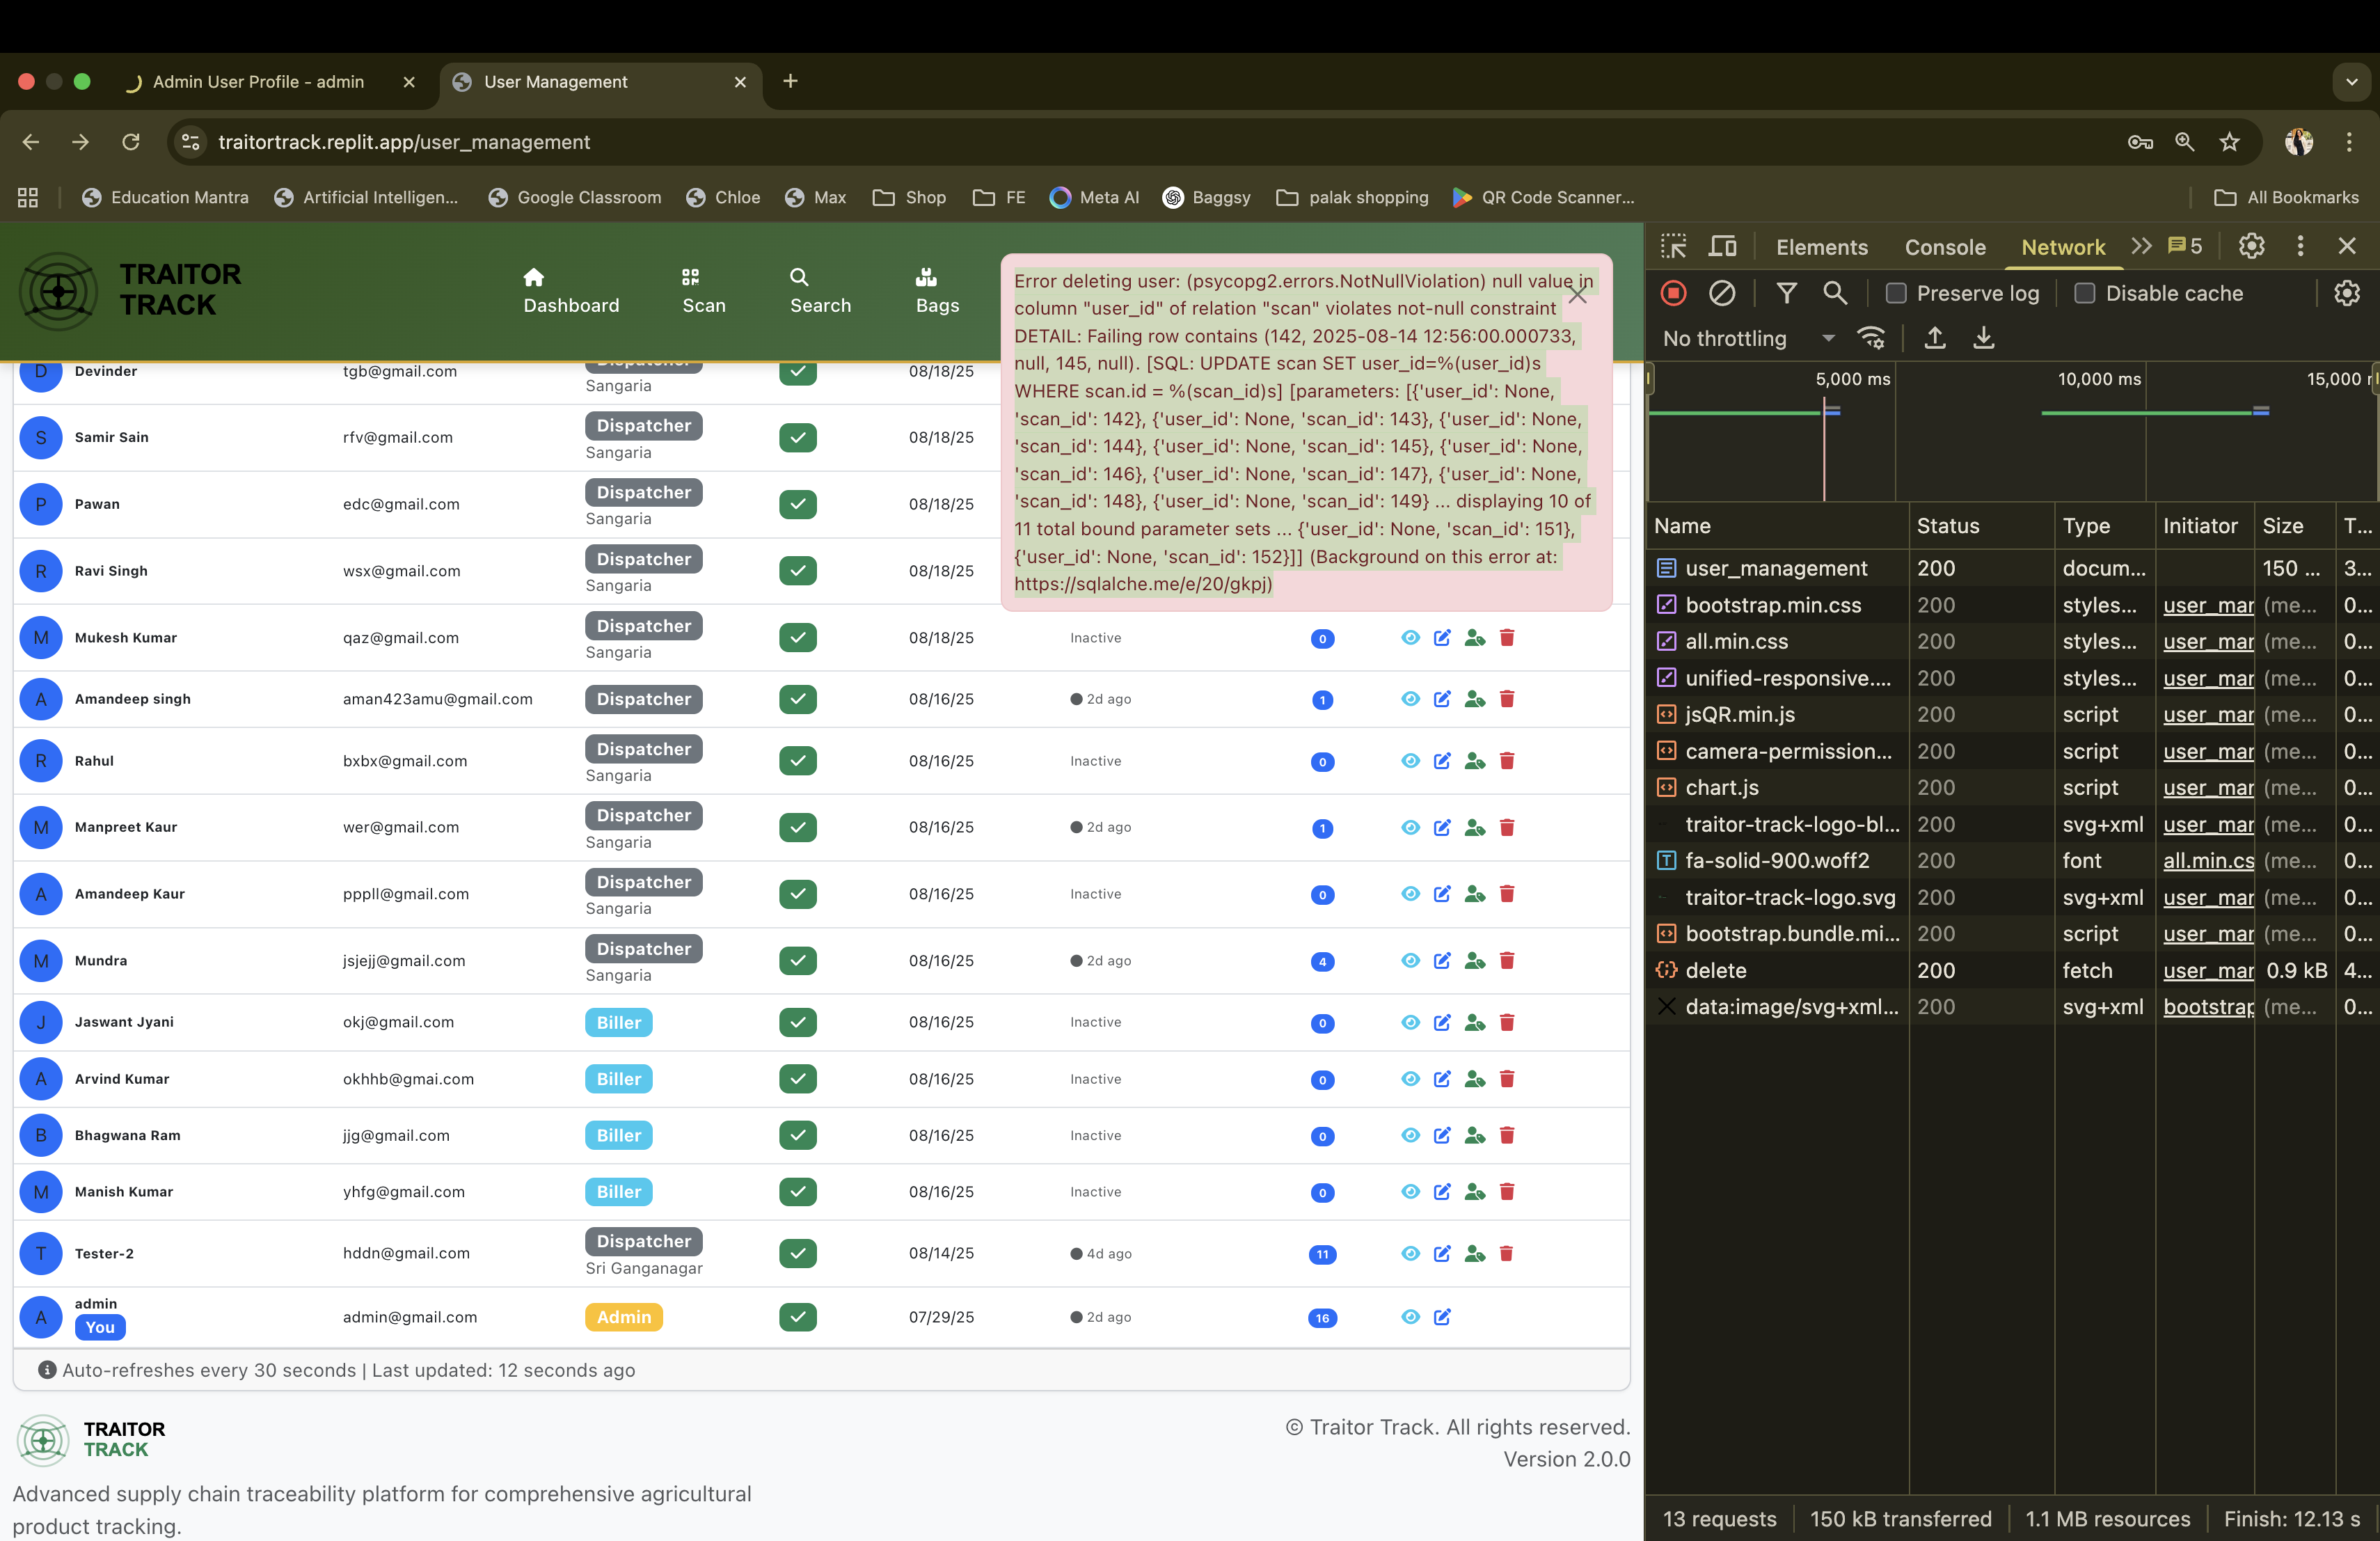 Admin User Profile - admin
User Management
traitortrack.replit.app/user_management
Education Mantra
Artificial Intelligen...
Google Classroom
Chloe
Max
Shop
FE
Meta AI
Baggsy
palak shopping
QR Code Scanner...
All Bookmarks
TRAITOR
TRACK
Dashboard
Scan
Search
Bags
Error deleting user: (psycopg2.errors.NotNullViolation) null value in
column "user_id" of relation "scan" violates not-null constraint
DETAIL: Failing row contains (142, 2025-08-14 12:56:00.000733,
null, 145, null). [SQL: UPDATE scan SET user_id=%(user_id)s
WHERE scan.id = %(scan_id)s] [parameters: [{'user_id': None,
'scan_id': 142}, {'user_id': None, 'scan_id': 143}, {'user_id': None,
'scan_id': 144}, {'user_id': None, 'scan_id': 145}, {'user_id': None,
'scan_id': 146}, {'user_id': None, 'scan_id': 147}, {'user_id': None,
'scan_id': 148}, {'user_id': None, 'scan_id': 149} ... displaying 10 of
11 total bound parameter sets ... {'user_id': None, 'scan_id': 151},
{'user_id': None, 'scan_id': 152}]] (Background on this error at:
https://sqlalche.me/e/20/gkpj)
D Devinder tgb@gmail.com Dispatcher 08/18/25
Sangaria
S Samir Sain rfv@gmail.com Dispatcher 08/18/25
Sangaria
P Pawan edc@gmail.com Dispatcher 08/18/25
Sangaria
R Ravi Singh wsx@gmail.com Dispatcher 08/18/25
Sangaria
M Mukesh Kumar qaz@gmail.com Dispatcher 08/18/25 Inactive 0
Sangaria
A Amandeep singh aman423amu@gmail.com Dispatcher 08/16/25 2d ago 1
R Rahul bxbx@gmail.com Dispatcher 08/16/25 Inactive 0
Sangaria
M Manpreet Kaur wer@gmail.com Dispatcher 08/16/25 2d ago 1
Sangaria
A Amandeep Kaur pppll@gmail.com Dispatcher 08/16/25 Inactive 0
Sangaria
M Mundra jsjejj@gmail.com Dispatcher 08/16/25 2d ago 4
Sangaria
J Jaswant Jyani okj@gmail.com Biller 08/16/25 Inactive 0
A Arvind Kumar okhhb@gmai.com Biller 08/16/25 Inactive 0
B Bhagwana Ram jjg@gmail.com Biller 08/16/25 Inactive 0
M Manish Kumar yhfg@gmail.com Biller 08/16/25 Inactive 0
T Tester-2 hddn@gmail.com Dispatcher 08/14/25 4d ago 11
Sri Ganganagar
A admin admin@gmail.com Admin 07/29/25 2d ago 16
You
Auto-refreshes every 30 seconds | Last updated: 12 seconds ago
TRAITOR
TRACK
© Traitor Track. All rights reserved.
Version 2.0.0
Advanced supply chain traceability platform for comprehensive agricultural
product tracking.
Elements Console Network 5
Preserve log Disable cache
No throttling
5,000 ms 10,000 ms 15,000 r
Name Status Type Initiator Size T...
user_management 200 docum... 150 ... 3...
bootstrap.min.css 200 styles... user_mar (me... 0...
all.min.css 200 styles... user_mar (me... 0...
unified-responsive.... 200 styles... user_mar (me... 0...
jsQR.min.js 200 script user_mar (me... 0...
camera-permission... 200 script user_mar (me... 0...
chart.js 200 script user_mar (me... 0...
traitor-track-logo-bl... 200 svg+xml user_mar (me... 0...
fa-solid-900.woff2 200 font all.min.cs (me... 0...
traitor-track-logo.svg 200 svg+xml user_mar (me... 0...
bootstrap.bundle.mi... 200 script user_mar (me... 0...
delete 200 fetch user_mar 0.9 kB 4...
data:image/svg+xml... 200 svg+xml bootstrap (me... 0...
13 requests 150 kB transferred 1.1 MB resources Finish: 12.13 s